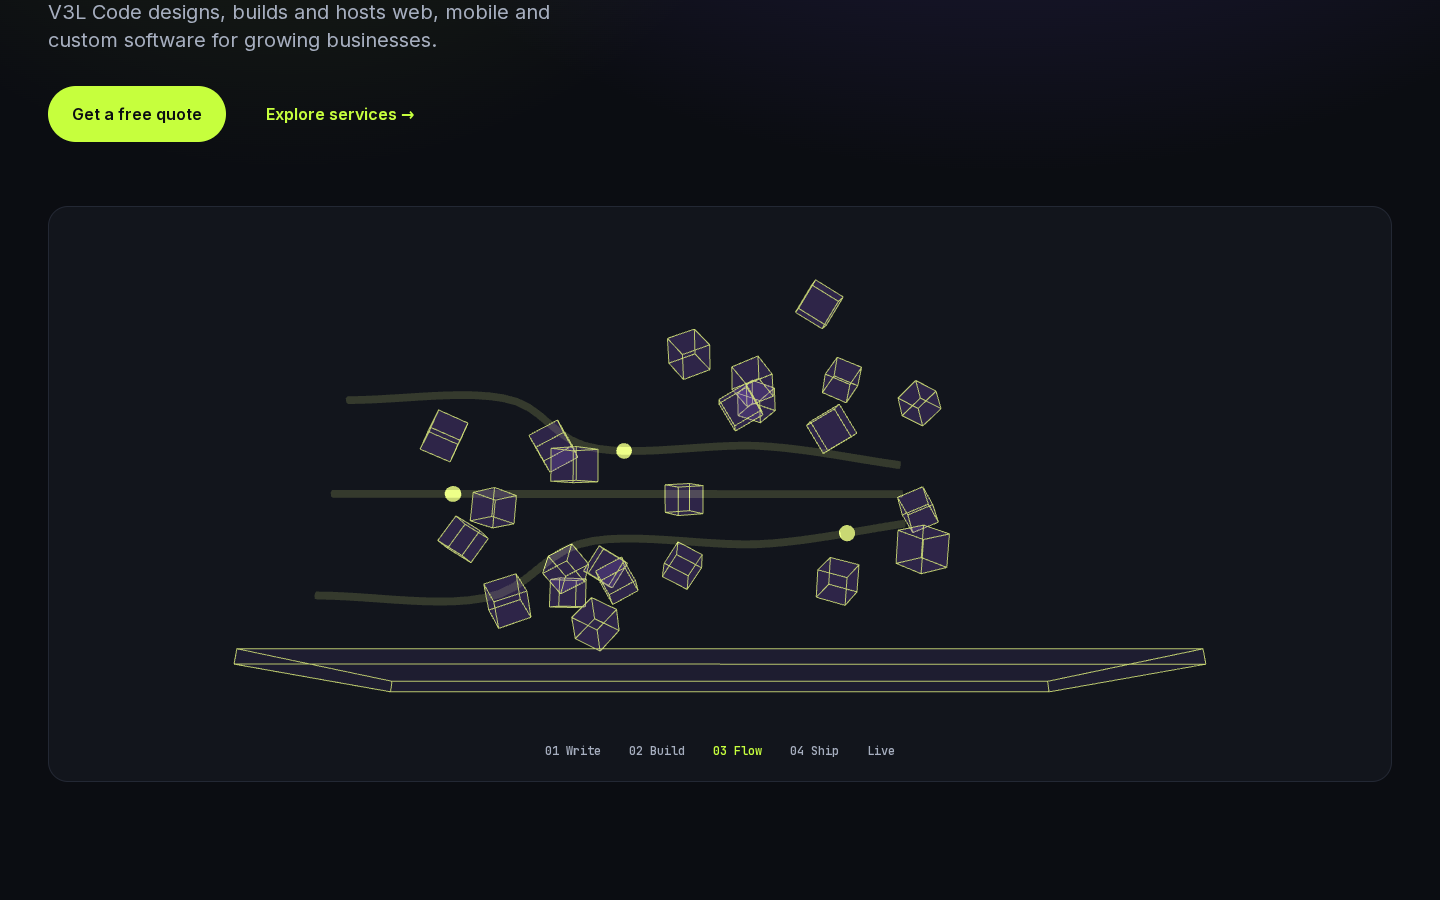 V3L Code designs, builds and hosts web, mobile and
custom software for growing businesses.
Get a free quote
Explore services →
01 Write
02 Build
03 Flow
04 Ship
Live